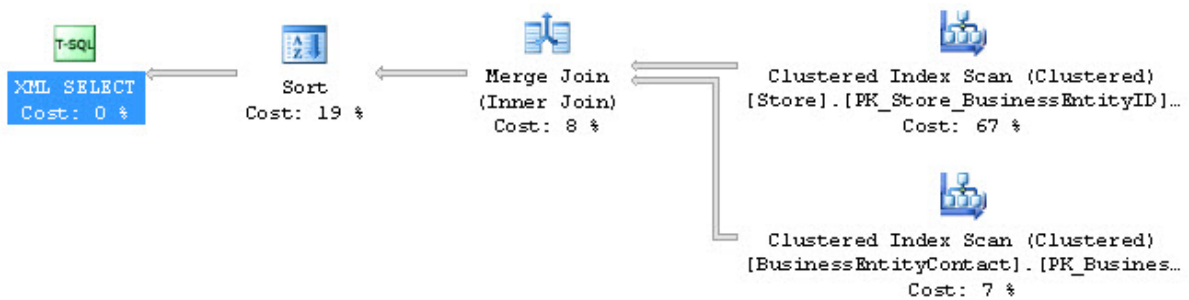 T-SQL
XML SELECT
Cost: 0 %
A
Z
Sort
Cost: 19 %
Merge Join
(Inner Join)
Cost: 8 %
Clustered Index Scan (Clustered)
[Store].[PK_Store_BusinessEntityID]…
Cost: 67 %
Clustered Index Scan (Clustered)
[BusinessEntityContact].[PK_Busines…
Cost: 7 %